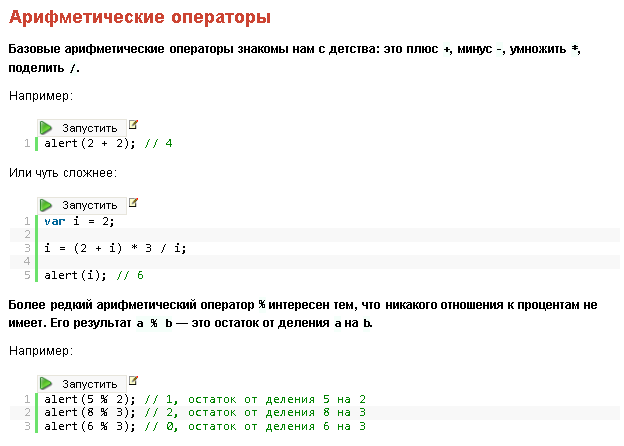 Арифметические операторы
Базовые арифметические операторы знакомы нам с детства: это плюс +, минус -, умножить *,
поделить /.
Например:
Запустить
1 alert(2 + 2); // 4
Или чуть сложнее:
Запустить
1 var i = 2;
2
3 i = (2 + i) * 3 / i;
4
5 alert(i); // 6
Более редкий арифметический оператор % интересен тем, что никакого отношения к процентам не
имеет. Его результат a % b — это остаток от деления a на b.
Например:
Запустить
1 alert(5 % 2); // 1, остаток от деления 5 на 2
2 alert(8 % 3); // 2, остаток от деления 8 на 3
3 alert(6 % 3); // 0, остаток от деления 6 на 3